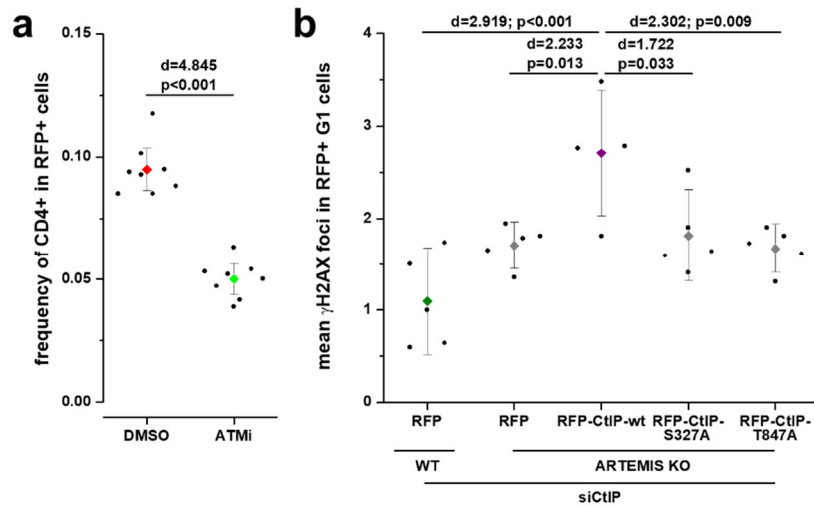 a
frequency of CD4+ in RFP+ cells
0.15
0.10
0.05
0.00
d=4.845
p<0.001
DMSO
ATMi
b
mean γH2AX foci in RFP+ G1 cells
4
3
2
1
0
d=2.919; p<0.001
d=2.302; p=0.009
d=2.233
p=0.013
d=1.722
p=0.033
RFP
RFP
RFP-CtIP-wt
RFP-CtIP-
S327A
RFP-CtIP-
T847A
WT
ARTEMIS KO
siCtIP